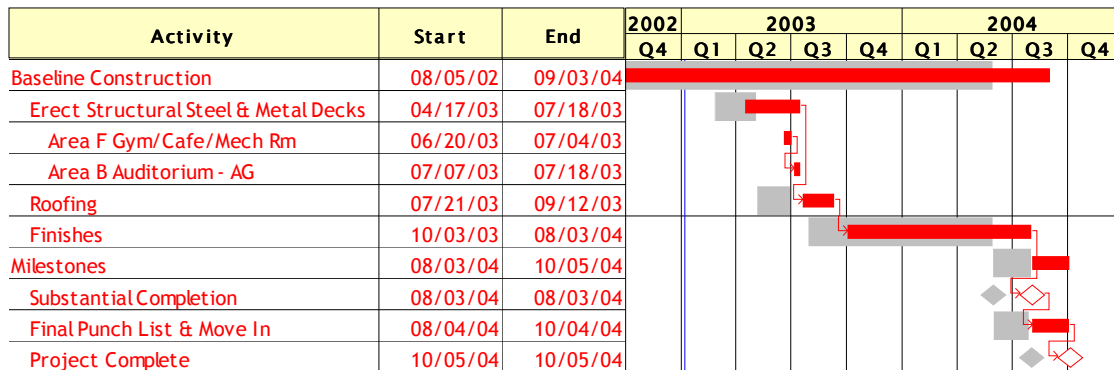 Activity Start End 2002 2003 2004
Q4 Q1 Q2 Q3 Q4 Q1 Q2 Q3 Q4
Baseline Construction 08/05/02 09/03/04
Erect Structural Steel & Metal Decks 04/17/03 07/18/03
Area F Gym/Cafe/Mech Rm 06/20/03 07/04/03
Area B Auditorium - AG 07/07/03 07/18/03
Roofing 07/21/03 09/12/03
Finishes 10/03/03 08/03/04
Milestones 08/03/04 10/05/04
Substantial Completion 08/03/04 08/03/04
Final Punch List & Move In 08/04/04 10/04/04
Project Complete 10/05/04 10/05/04